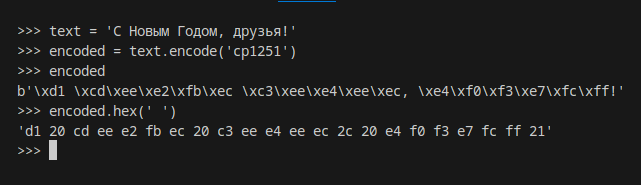 >>> text = 'С Новым Годом, друзья!'
>>> encoded = text.encode('cp1251')
>>> encoded
b'\xd1 \xcd\xee\xe2\xfb\xec \xc3\xee\xe4\xee\xec, \xe4\xf0\xf3\xe7\xfc\xff!'
>>> encoded.hex(' ')
'd1 20 cd ee e2 fb ec 20 c3 ee e4 ee ec 2c 20 e4 f0 f3 e7 fc ff 21'
>>>